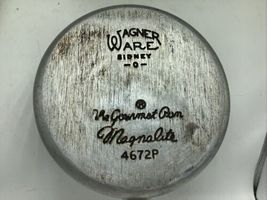 WAGNER
WARE
SIDNEY
-O-
®
The Gourmet Pan
Magnalite
4672P